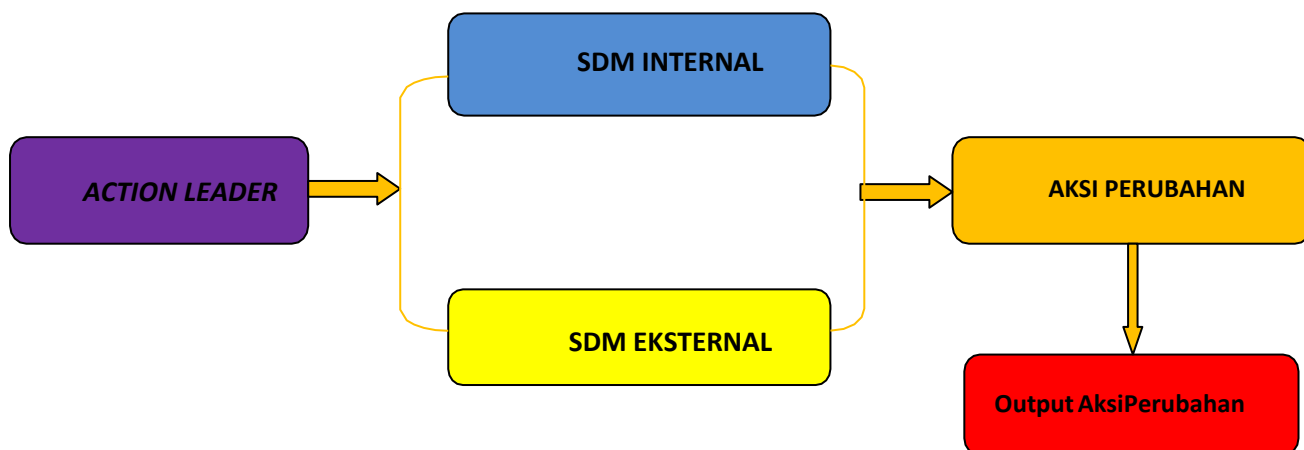 SDM INTERNAL
ACTION LEADER
AKSI PERUBAHAN
SDM EKSTERNAL
Output AksiPerubahan